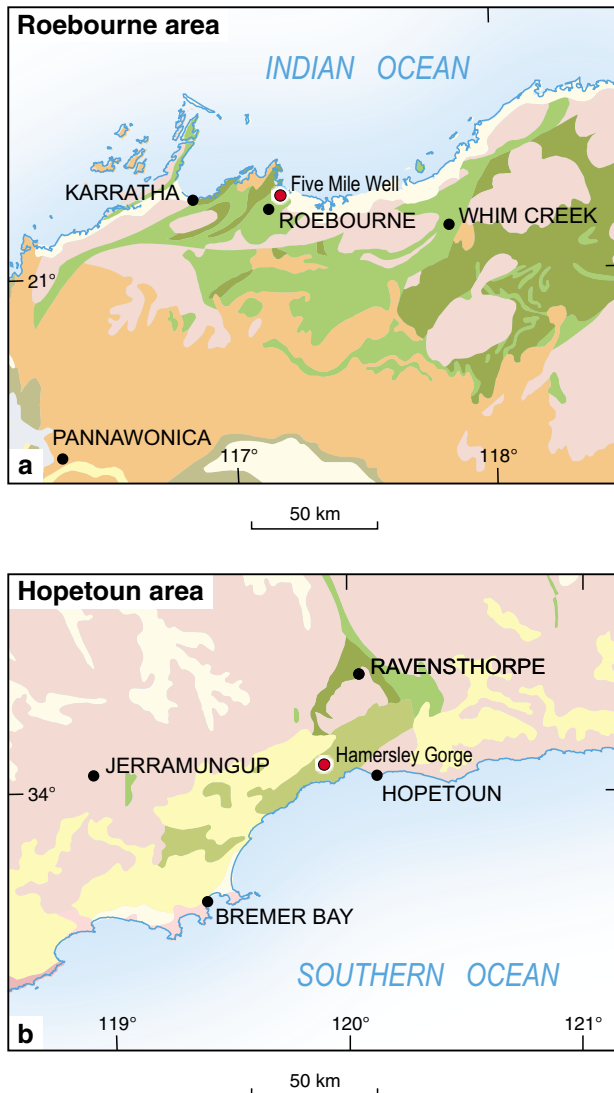 Roebourne area
INDIAN OCEAN
Five Mile Well
KARRATHA
ROEBOURNE
WHIM CREEK
21°
PANNAWONICA
117°
118°
a
50 km
Hopetoun area
RAVENSTHORPE
Hamersley Gorge
JERRAMUNGUP
34°
HOPETOUN
BREMER BAY
SOUTHERN OCEAN
119°
120°
121°
b
50 km